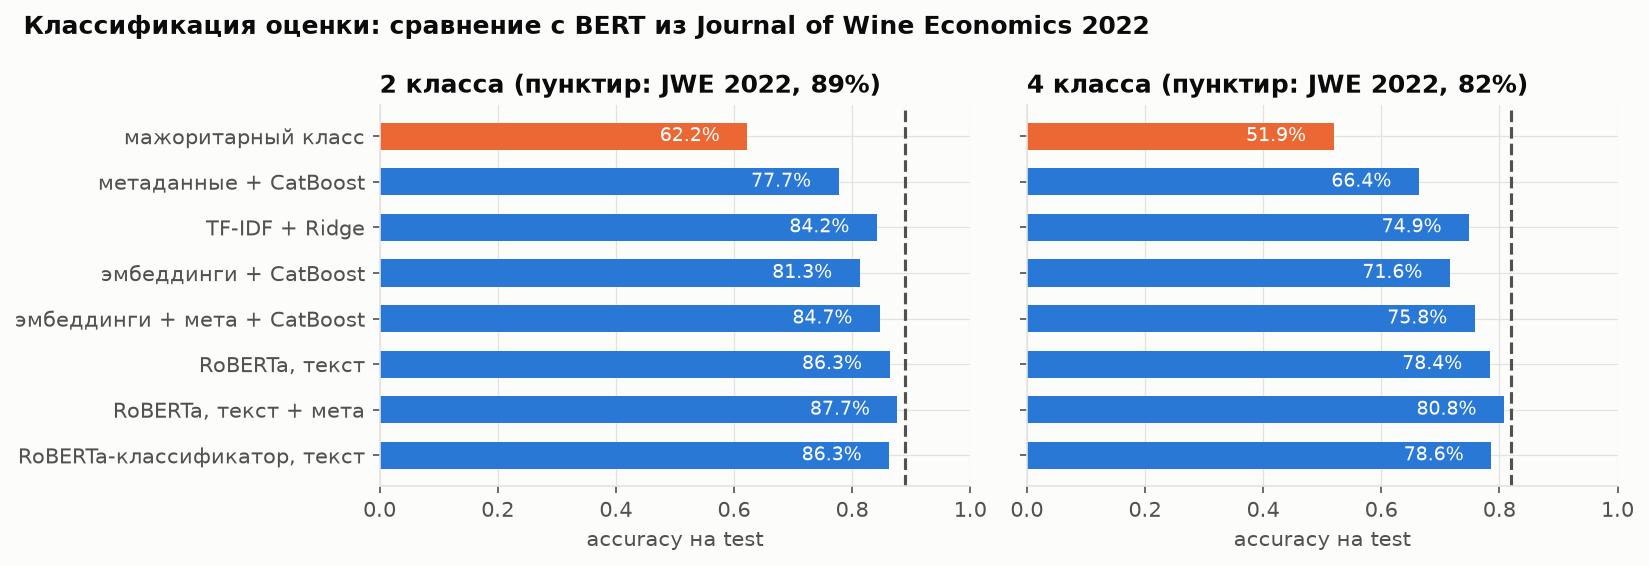 Классификация оценки: сравнение с BERT из Journal of Wine Economics 2022
2 класса (пунктир: JWE 2022, 89%)
4 класса (пунктир: JWE 2022, 82%)
мажоритарный класс 62.2% 51.9%
метаданные + CatBoost 77.7% 66.4%
TF-IDF + Ridge 84.2% 74.9%
эмбеддинги + CatBoost 81.3% 71.6%
эмбеддинги + мета + CatBoost 84.7% 75.8%
RoBERTa, текст 86.3% 78.4%
RoBERTa, текст + мета 87.7% 80.8%
RoBERTa-классификатор, текст 86.3% 78.6%
0.0 0.2 0.4 0.6 0.8 1.0 0.0 0.2 0.4 0.6 0.8 1.0
accuracy на test accuracy на test